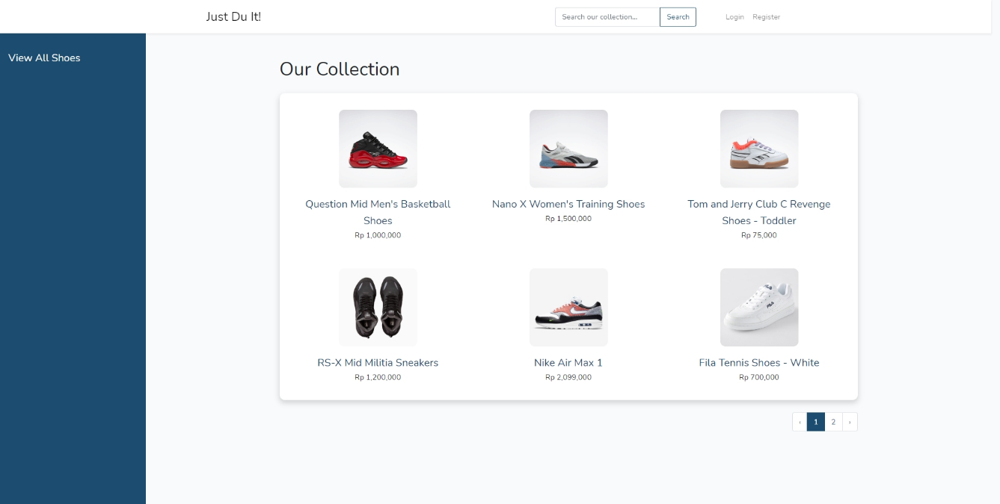 Just Do It!
Search our collection...
Search
Login
Register
View All Shoes
Our Collection
Question Mid Men's Basketball
Shoes
Rp 1,000,000
Nano X Women's Training Shoes
Rp 1,500,000
Tom and Jerry Club C Revenge
Shoes - Toddler
Rp 75,000
RS-X Mid Militia Sneakers
Rp 1,200,000
Nike Air Max 1
Rp 2,099,000
FILA
Fila Tennis Shoes - White
Rp 700,000
‹ 1 2 ›